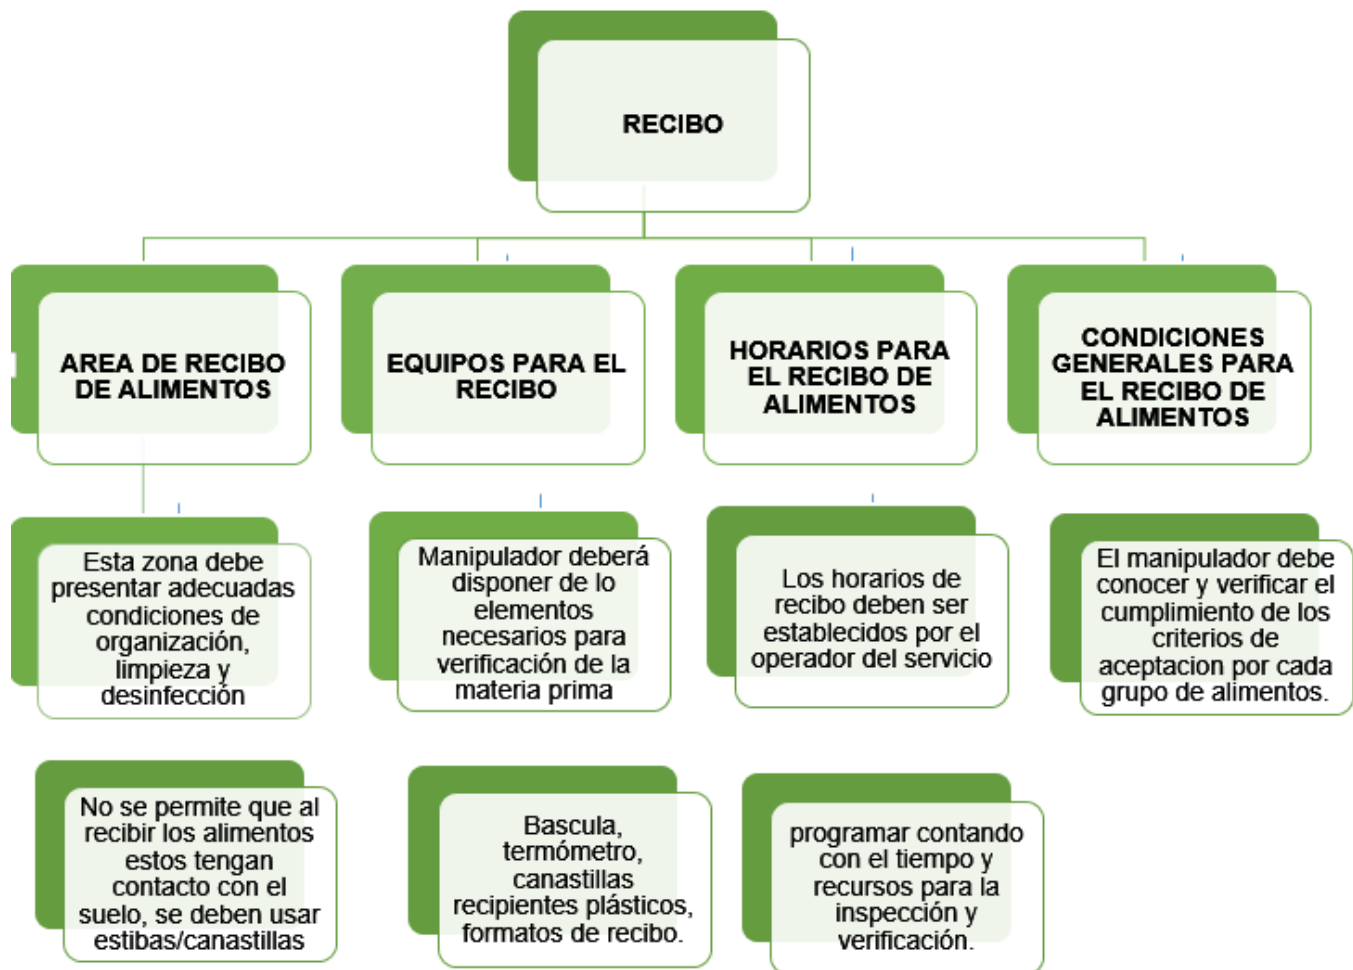 RECIBO
AREA DE RECIBO
DE ALIMENTOS
EQUIPOS PARA EL
RECIBO
HORARIOS PARA
EL RECIBO DE
ALIMENTOS
CONDICIONES
GENERALES PARA
EL RECIBO DE
ALIMENTOS
Esta zona debe
presentar adecuadas
condiciones de
organización,
limpieza y
desinfección
Manipulador deberá
disponer de lo
elementos
necesarios para
verificación de la
materia prima
Los horarios de
recibo deben ser
establecidos por el
operador del servicio
El manipulador debe
conocer y verificar el
cumplimiento de los
criterios de
aceptacion por cada
grupo de alimentos.
No se permite que al
recibir los alimentos
estos tengan
contacto con el
suelo, se deben usar
estibas/canastillas
Bascula,
termómetro,
canastillas
recipientes plásticos,
formatos de recibo.
programar contando
con el tiempo y
recursos para la
inspección y
verificación.